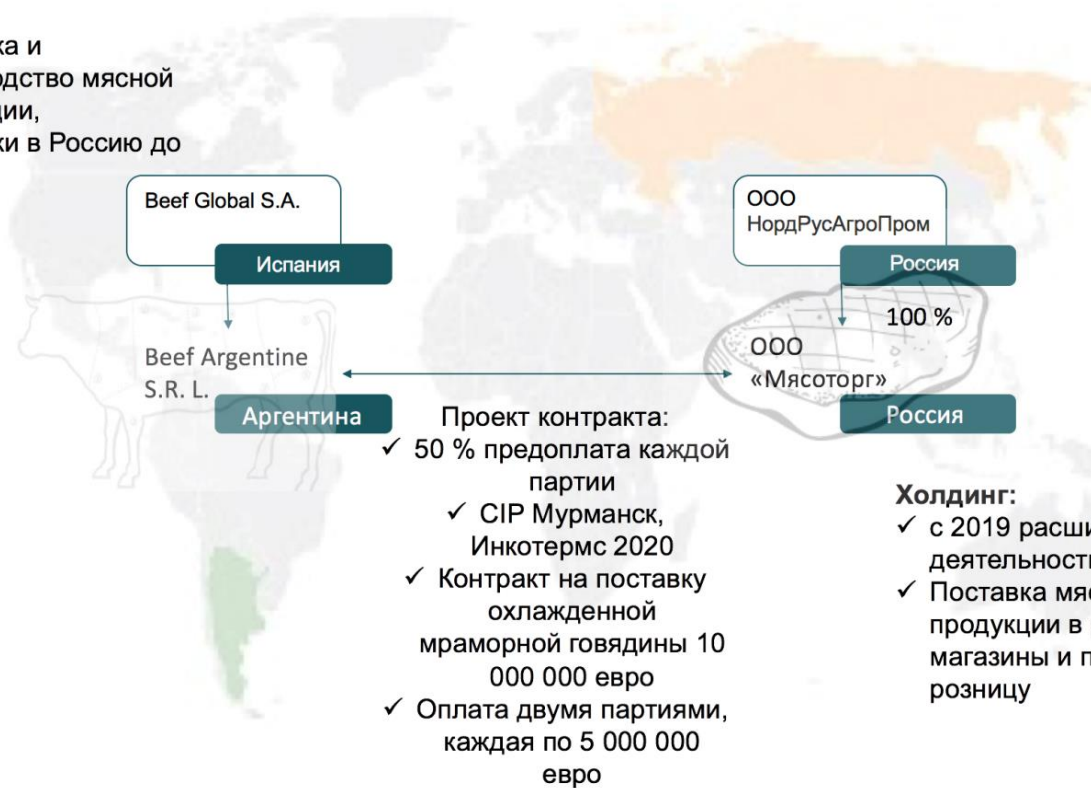 ка и
одство мясной
ции,
ки в Россию до
Beef Global S.A.
Испания
Beef Argentine
S.R. L.
Аргентина
ООО
НордРусАгроПром
Россия
100 %
ООО
«Мясоторг»
Россия
Проект контракта:
✓ 50 % предоплата каждой
партии
✓ CIP Мурманск,
Инкотермс 2020
✓ Контракт на поставку
охлажденной
мраморной говядины 10
000 000 евро
✓ Оплата двумя партиями,
каждая по 5 000 000
евро
Холдинг:
✓ с 2019 расши
деятельност
✓ Поставка мяс
продукции в
магазины и п
розницу